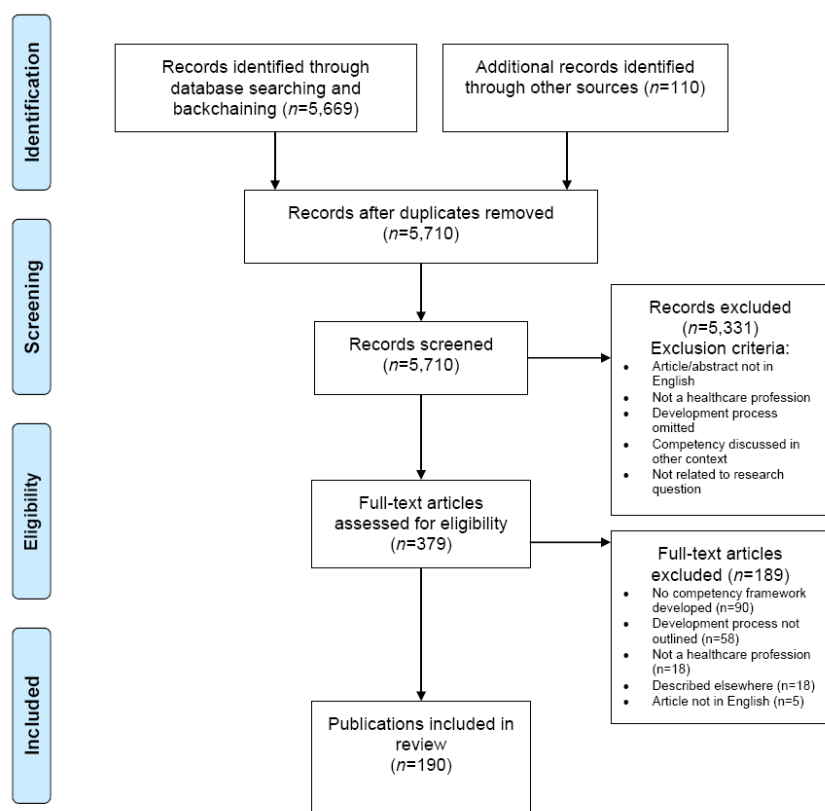 Identification
Records identified through
database searching and
backchaining (n=5,669)
Additional records identified
through other sources (n=110)
Records after duplicates removed
(n=5,710)
Screening
Records screened
(n=5,710)
Records excluded
(n=5,331)
Exclusion criteria:
• Article/abstract not in
English
• Not a healthcare profession
• Development process
omitted
• Competency discussed in
other context
• Not related to research
question
Eligibility
Full-text articles
assessed for eligibility
(n=379)
Full-text articles
excluded (n=189)
• No competency framework
developed (n=90)
• Development process not
outlined (n=58)
• Not a healthcare profession
(n=18)
• Described elsewhere (n=18)
• Article not in English (n=5)
Included
Publications included in
review
(n=190)